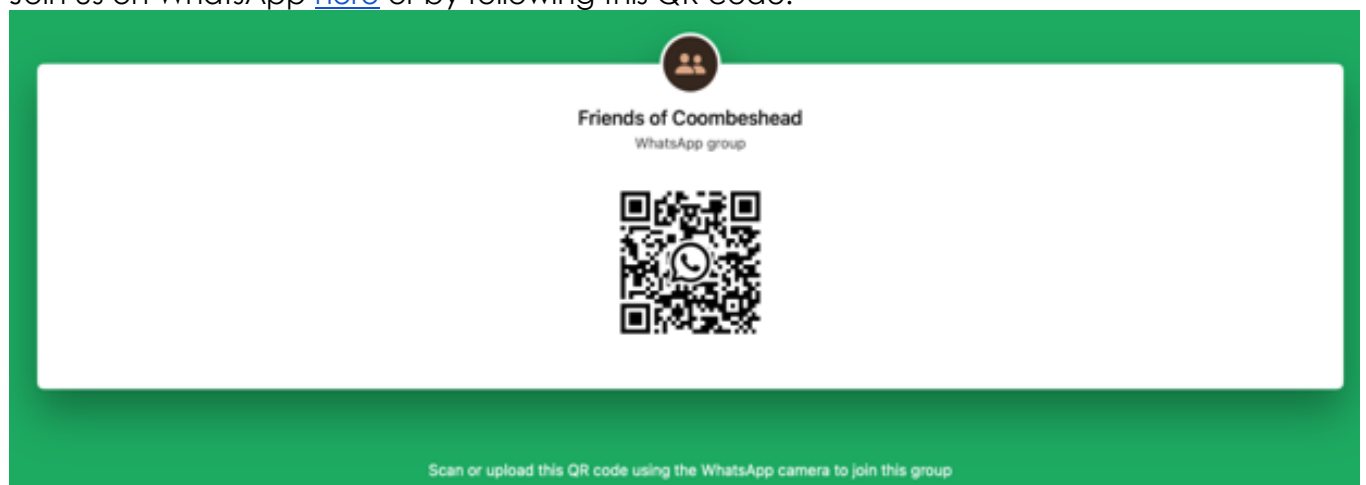 Join us on WhatsApp here or by following this QR code:
Friends of Coombeshead
WhatsApp group
Scan or upload this QR code using the WhatsApp camera to join this group